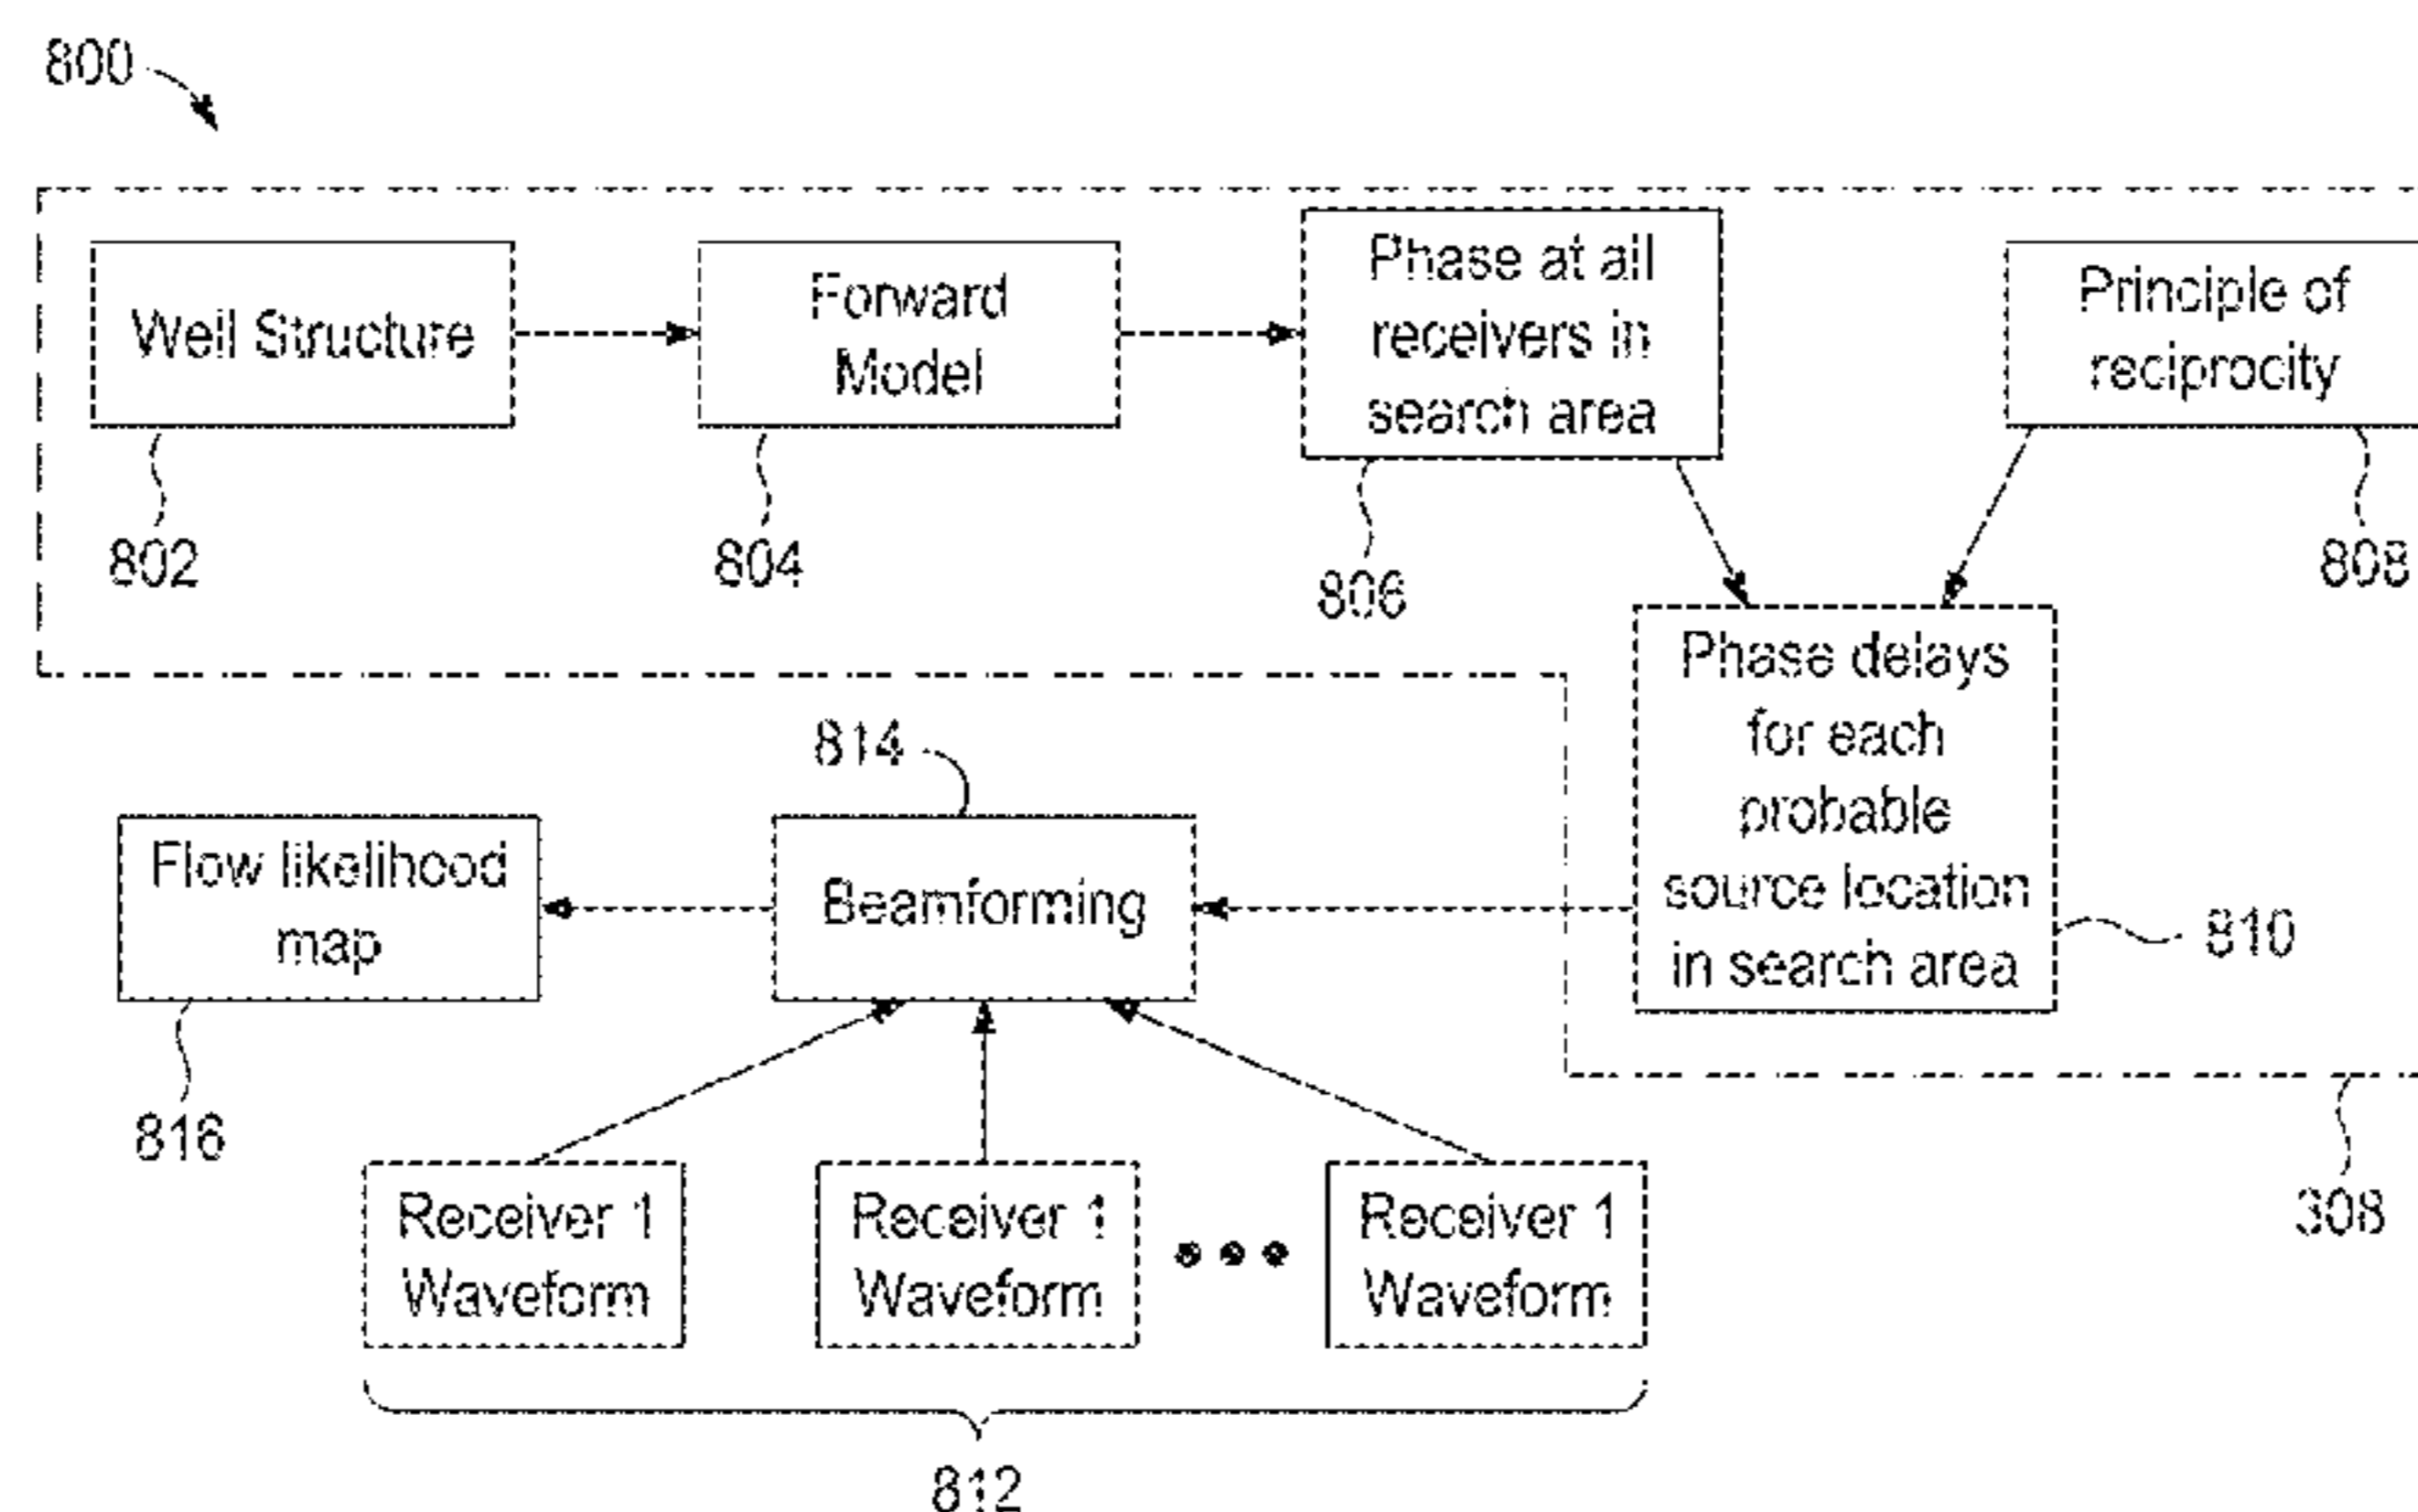 800
Well Structure
802
Forward
Model
804
Phase at all
receivers in
search area
806
Principle of
reciprocity
808
Phase delays
for each
probable
source location
in search area
810
814
Beamforming
Flow likelihood
map
816
Receiver 1
Waveform
Receiver 1
Waveform
Receiver 1
Waveform
308
812